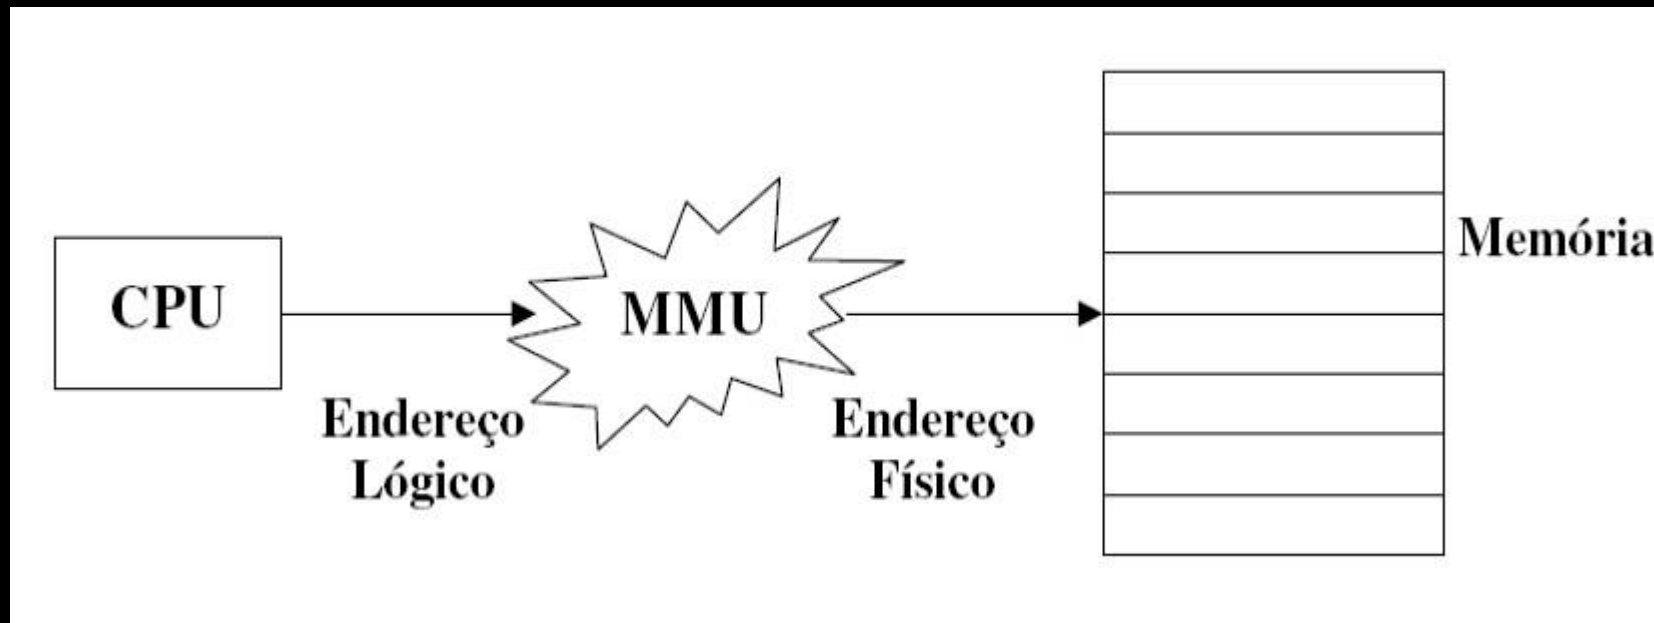 CPU
Endereço
Lógico
MMU
Endereço
Físico
Memória